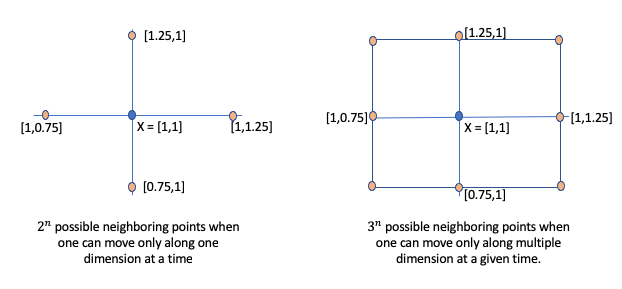 [1.25,1]
[1,0.75]
X = [1,1]
[1,1.25]
[0.75,1]
2ⁿ possible neighboring points when
one can move only along one
dimension at a time
[1.25,1]
[1,0.75]
X = [1,1]
[1,1.25]
[0.75,1]
3ⁿ possible neighboring points when
one can move only along multiple
dimension at a given time.